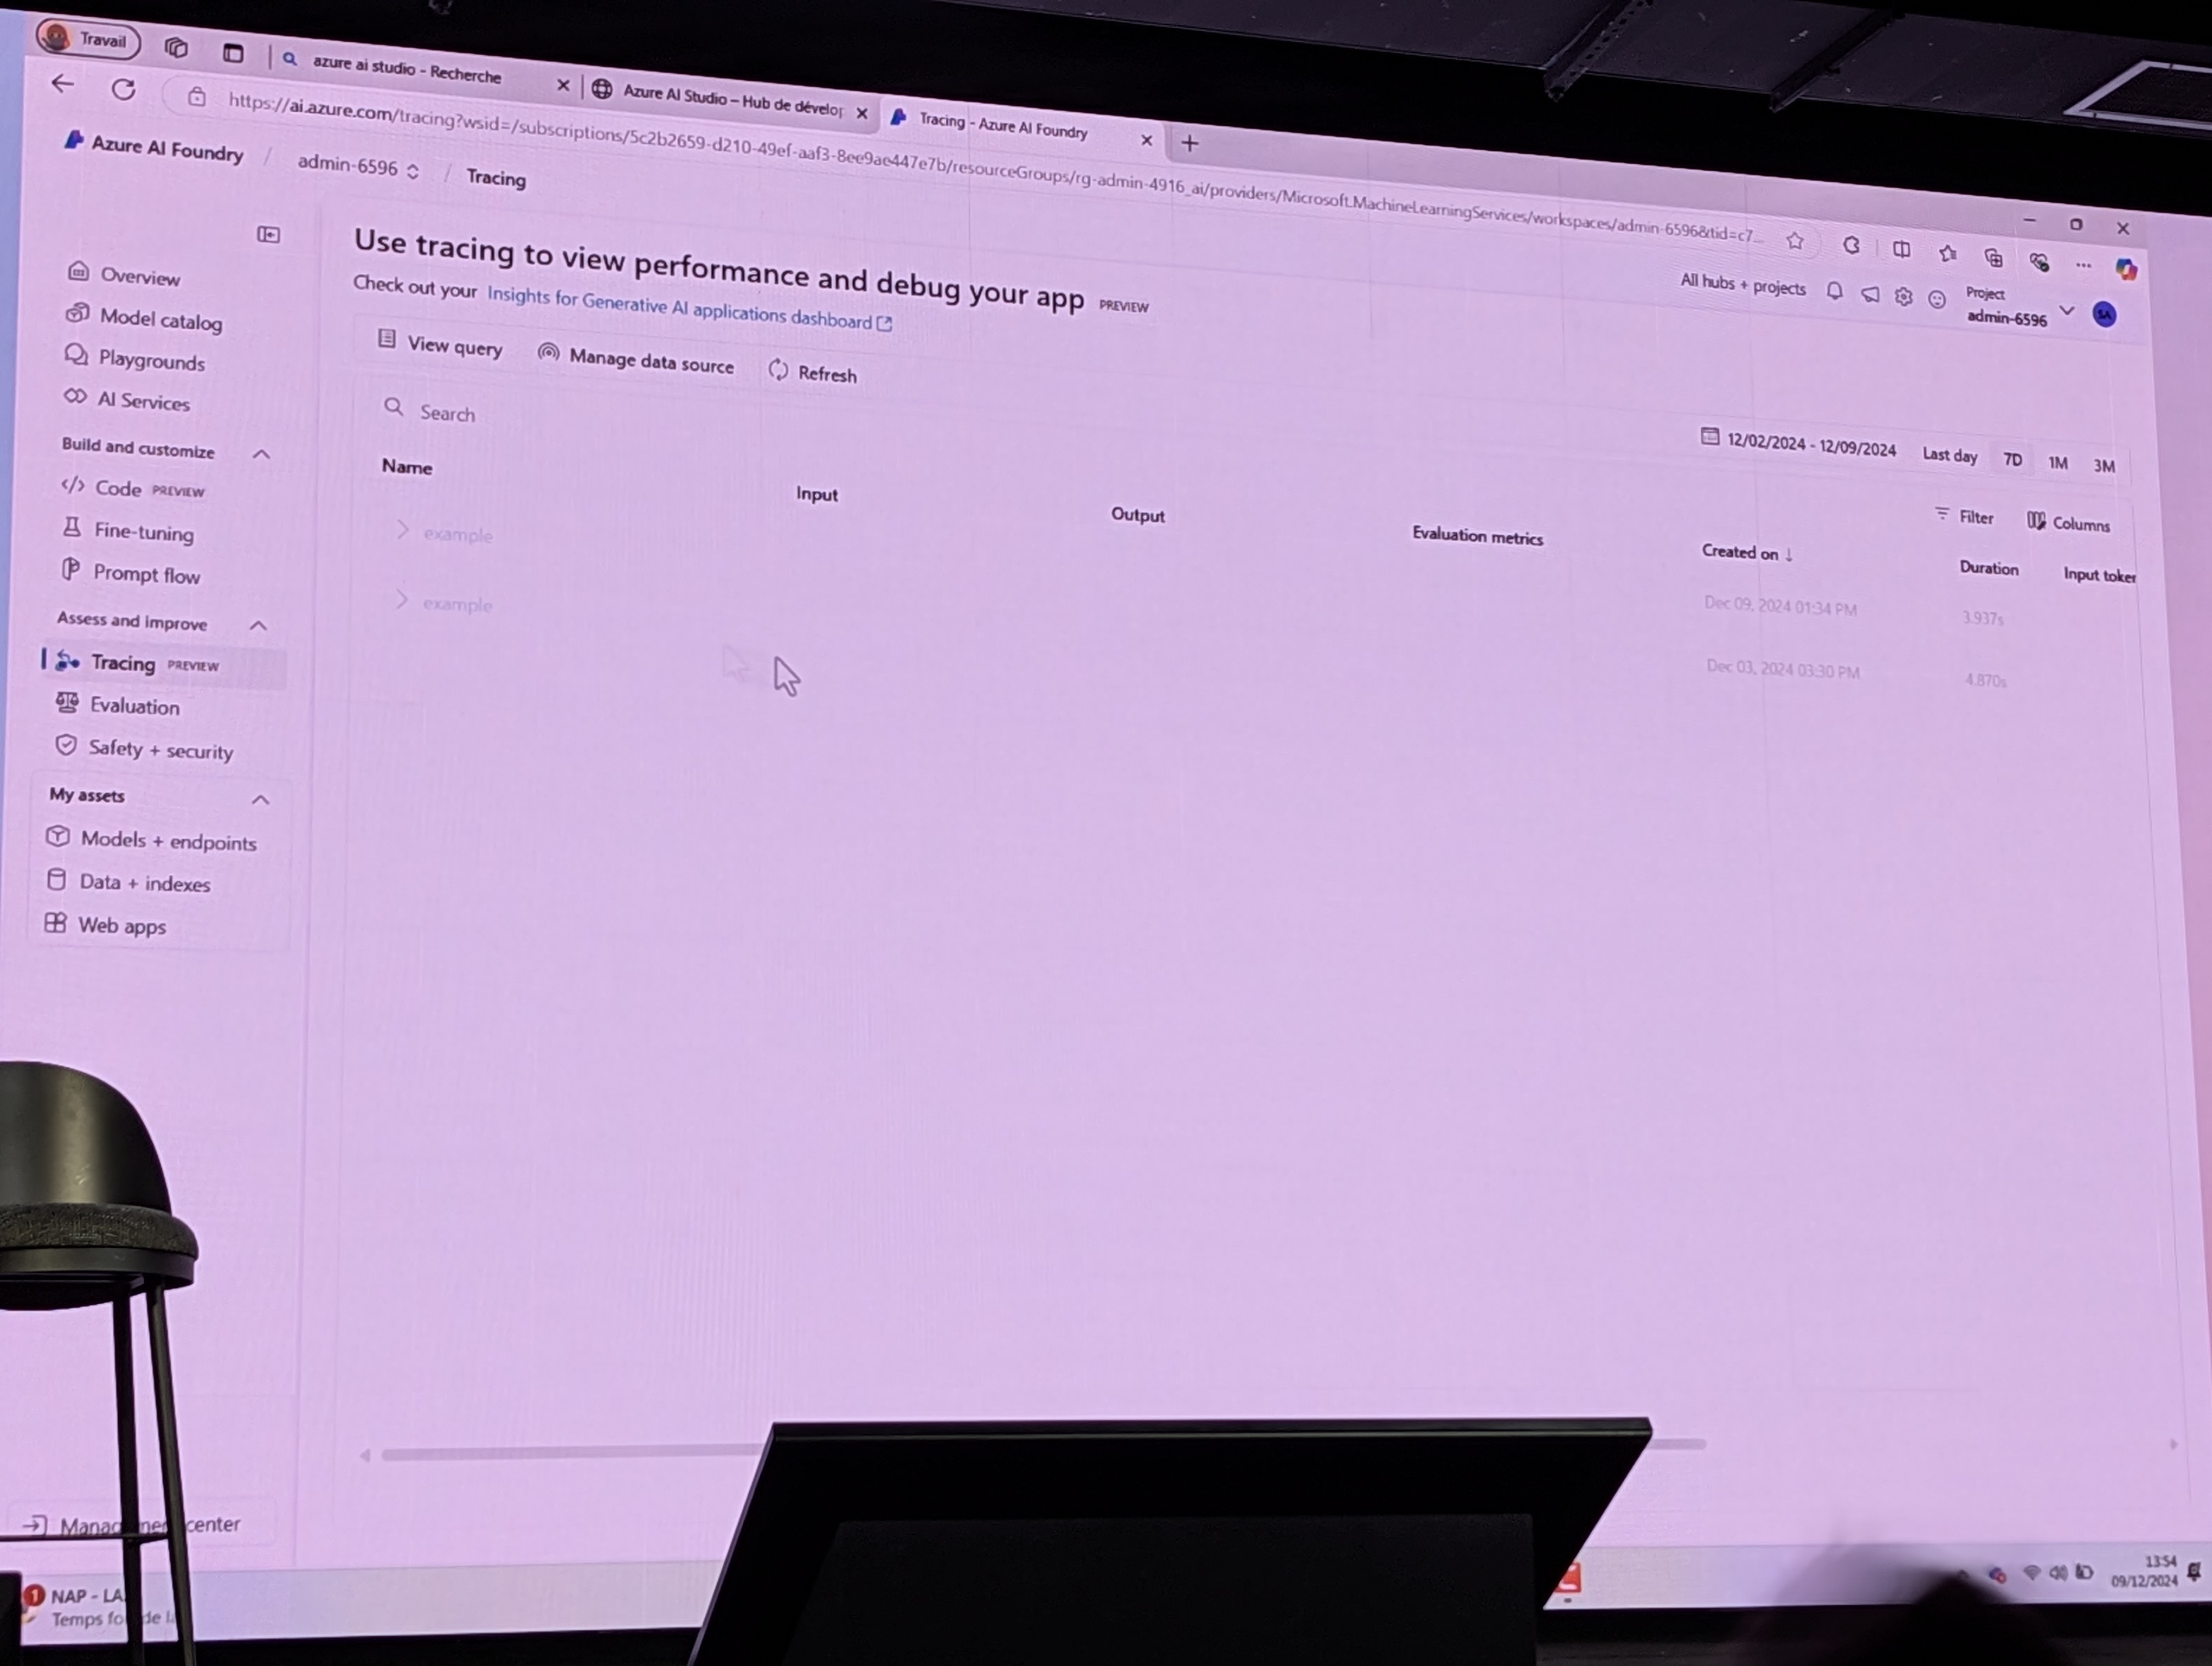 Travail
azure ai studio - Recherche
Azure AI Studio – Hub de dévelop
Tracing - Azure AI Foundry
https://ai.azure.com/tracing?wsid=/subscriptions/5c2b2659-d210-49ef-aaf3-8ee9ae447e7b/resourceGroups/rg-admin-4916_ai/providers/Microsoft.MachineLearningServices/workspaces/admin-6596&tid=c7...
Azure AI Foundry / admin-6596 / Tracing
All hubs + projects
Project
admin-6596
SA
Overview
Model catalog
Playgrounds
AI Services
Build and customize
Code PREVIEW
Fine-tuning
Prompt flow
Assess and improve
Tracing PREVIEW
Evaluation
Safety + security
My assets
Models + endpoints
Data + indexes
Web apps
Use tracing to view performance and debug your app PREVIEW
Check out your Insights for Generative AI applications dashboard
View query Manage data source Refresh
12/02/2024 - 12/09/2024 Last day 7D 1M 3M
Search
Filter Columns
Name Input Output Evaluation metrics Created on ↓ Duration Input token
example Dec 09, 2024 01:34 PM 3.937s
example Dec 03, 2024 03:30 PM 4.870s
center
1 NAP - LA
Temps
13:54
09/12/2024